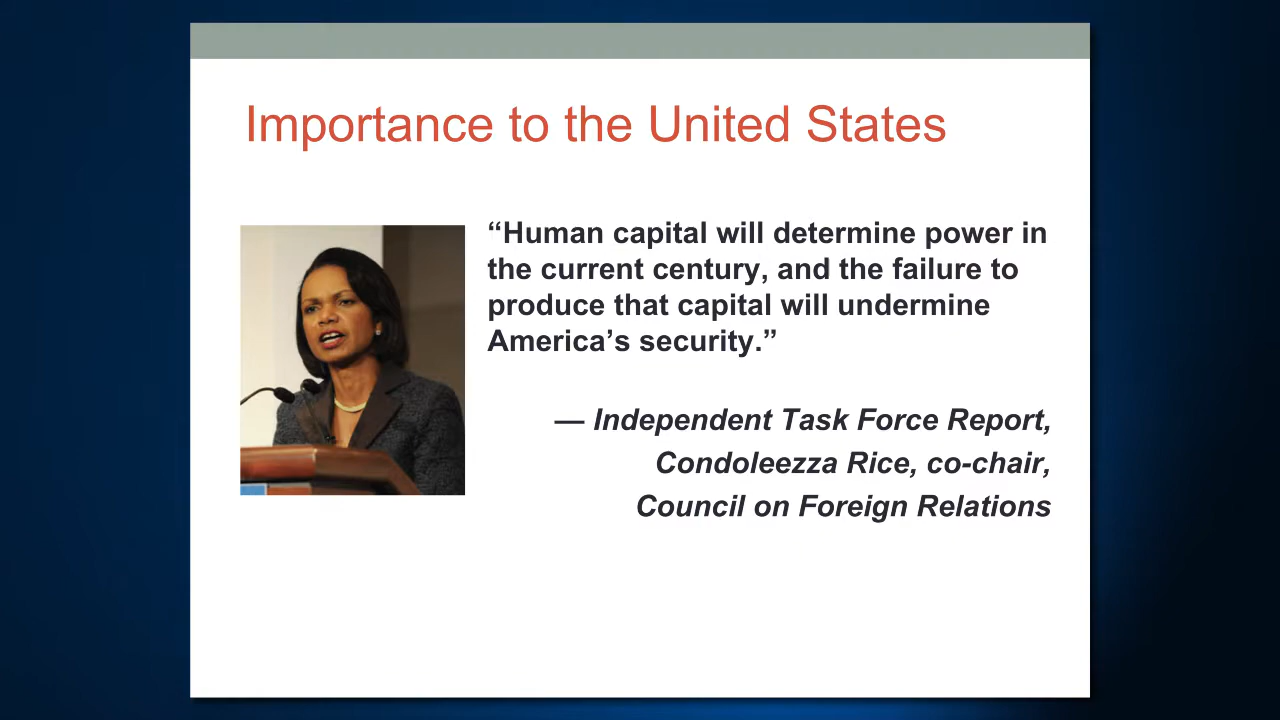 Importance to the United States
“Human capital will determine power in
the current century, and the failure to
produce that capital will undermine
America’s security.”
— Independent Task Force Report,
Condoleezza Rice, co-chair,
Council on Foreign Relations